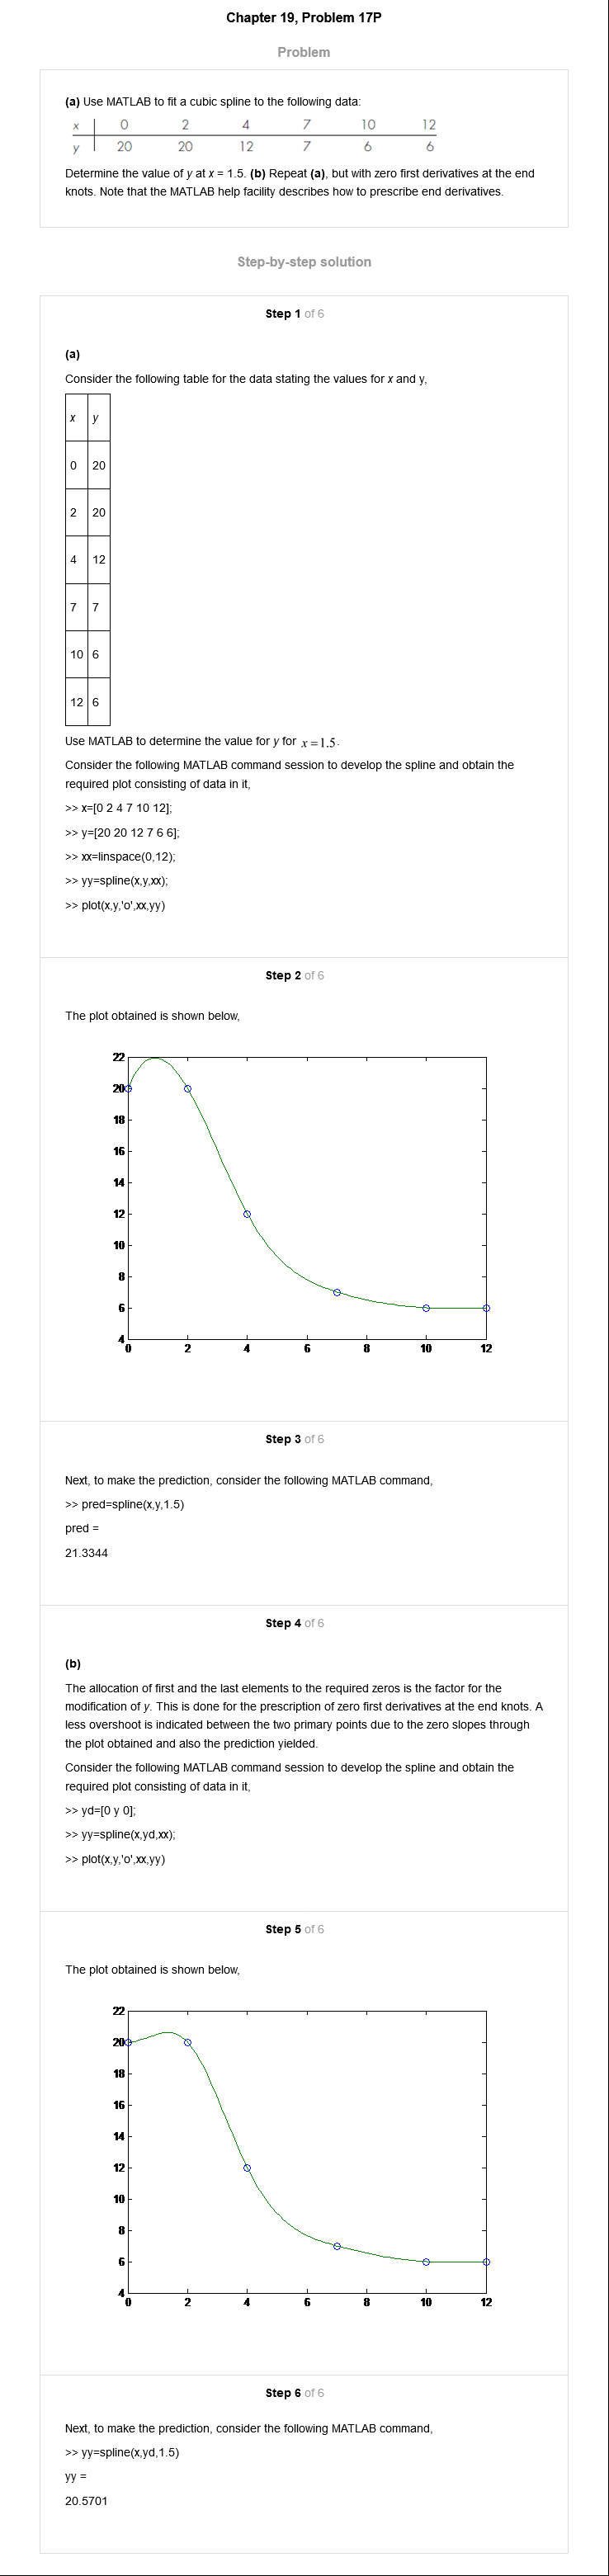 Chapter 19, Problem 17P
Problem
(a) Use MATLAB to fit a cubic spline to the following data:
x 0 2 4 7 10 12
y 20 20 12 7 6 6
Determine the value of y at x = 1.5. (b) Repeat (a), but with zero first derivatives at the end
knots. Note that the MATLAB help facility describes how to prescribe end derivatives.
Step-by-step solution
Step 1 of 6
(a)
Consider the following table for the data stating the values for x and y,
x y
0 20
2 20
4 12
7 7
10 6
12 6
Use MATLAB to determine the value for y for x = 1.5.
Consider the following MATLAB command session to develop the spline and obtain the
required plot consisting of data in it,
>> x=[0 2 4 7 10 12];
>> y=[20 20 12 7 6 6];
>> xx=linspace(0,12);
>> yy=spline(x,y,xx);
>> plot(x,y,'o',xx,yy)
Step 2 of 6
The plot obtained is shown below,
22
20
18
16
14
12
10
8
6
4
0 2 4 6 8 10 12
Step 3 of 6
Next, to make the prediction, consider the following MATLAB command,
>> pred=spline(x,y,1.5)
pred =
21.3344
Step 4 of 6
(b)
The allocation of first and the last elements to the required zeros is the factor for the
modification of y. This is done for the prescription of zero first derivatives at the end knots. A
less overshoot is indicated between the two primary points due to the zero slopes through
the plot obtained and also the prediction yielded.
Consider the following MATLAB command session to develop the spline and obtain the
required plot consisting of data in it,
>> yd=[0 y 0];
>> yy=spline(x,yd,xx);
>> plot(x,y,'o',xx,yy)
Step 5 of 6
The plot obtained is shown below,
22
20
18
16
14
12
10
8
6
4
0 2 4 6 8 10 12
Step 6 of 6
Next, to make the prediction, consider the following MATLAB command,
>> yy=spline(x,yd,1.5)
yy =
20.5701